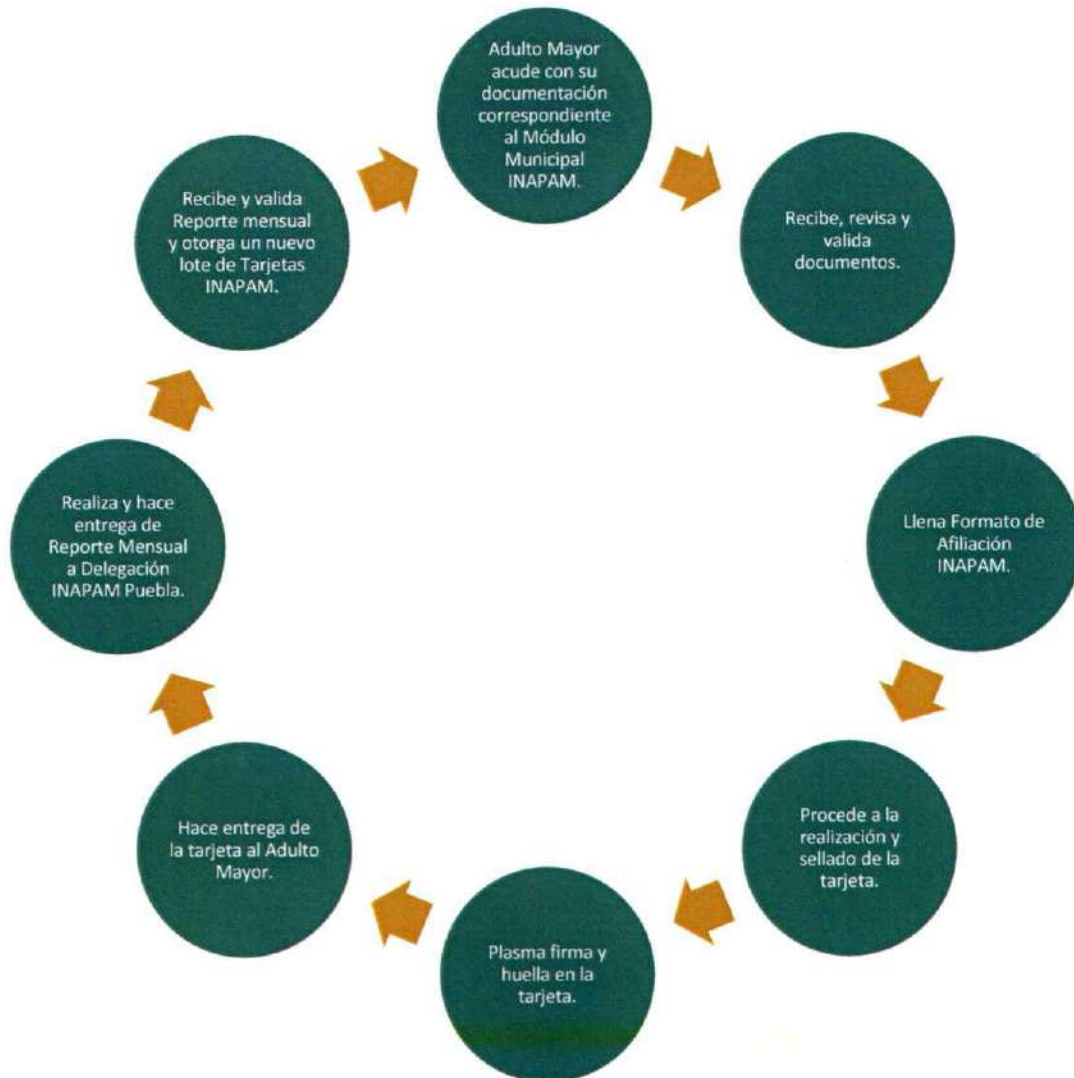 Adulto Mayor
acude con su
documentación
correspondiente
al Módulo
Municipal
INAPAM.
Recibe, revisa y
valida
documentos.
Llena Formato de
Afiliación
INAPAM.
Procede a la
realización y
sellado de la
tarjeta.
Plasma firma y
huella en la
tarjeta.
Hace entrega de
la tarjeta al Adulto
Mayor.
Realiza y hace
entrega de
Reporte Mensual
a Delegación
INAPAM Puebla.
Recibe y valida
Reporte mensual
y otorga un nuevo
lote de Tarjetas
INAPAM.